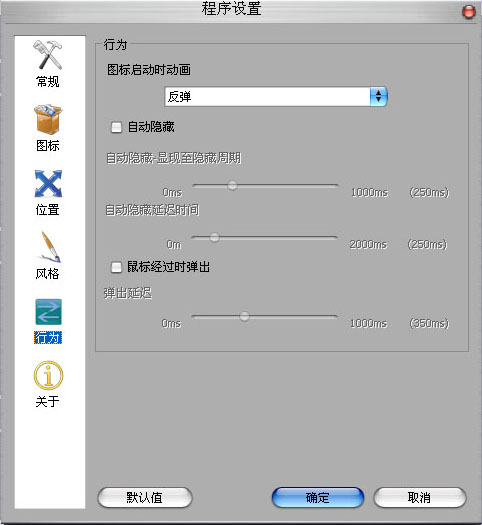 程序设置
常规
图标
位置
风格
行为
关于
行为
图标启动时动画
反弹
自动隐藏
自动隐藏-显现至隐藏周期
0ms 1000ms (250ms)
自动隐藏延迟时间
0m 2000ms (250ms)
鼠标经过时弹出
弹出延迟
0ms 1000ms (350ms)
默认值 确定 取消